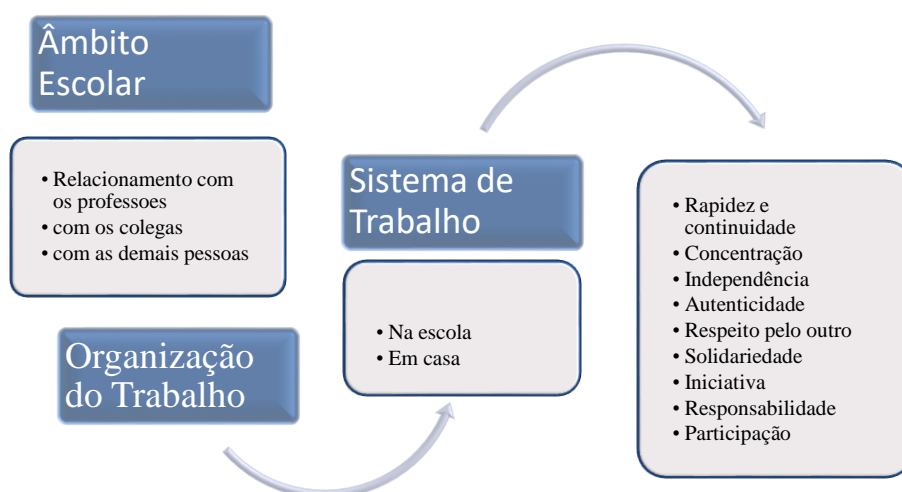 Âmbito
Escolar
• Relacionamento com
os professoes
• com os colegas
• com as demais pessoas
Organização
do Trabalho
Sistema de
Trabalho
• Na escola
• Em casa
• Rapidez e
continuidade
• Concentração
• Independência
• Autenticidade
• Respeito pelo outro
• Solidariedade
• Iniciativa
• Responsabilidade
• Participação